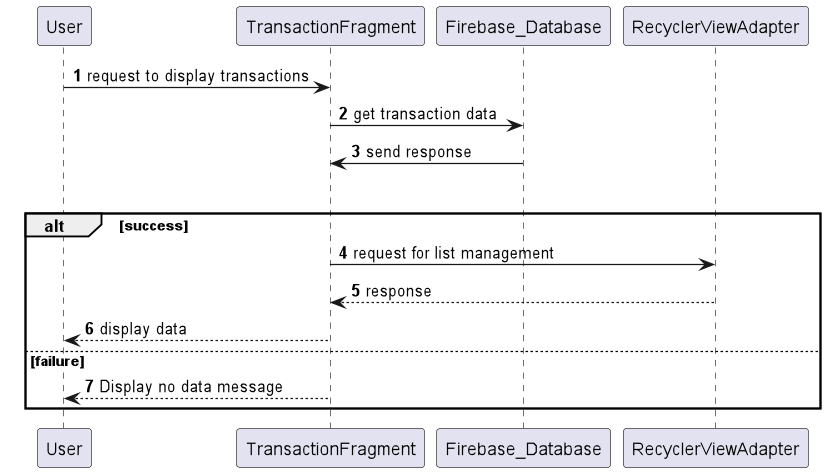 User TransactionFragment Firebase_Database RecyclerViewAdapter
1 request to display transactions
2 get transaction data
3 send response
alt [success]
4 request for list management
5 response
6 display data
[failure]
7 Display no data message
User TransactionFragment Firebase_Database RecyclerViewAdapter